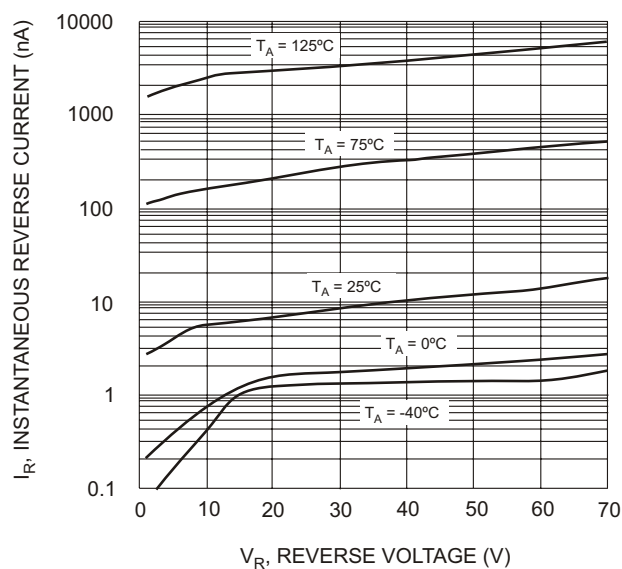 I_R, INSTANTANEOUS REVERSE CURRENT (nA)
10000
1000
100
10
1
0.1
T_A = 125ºC
T_A = 75ºC
T_A = 25ºC
T_A = 0ºC
T_A = -40ºC
0 10 20 30 40 50 60 70
V_R, REVERSE VOLTAGE (V)